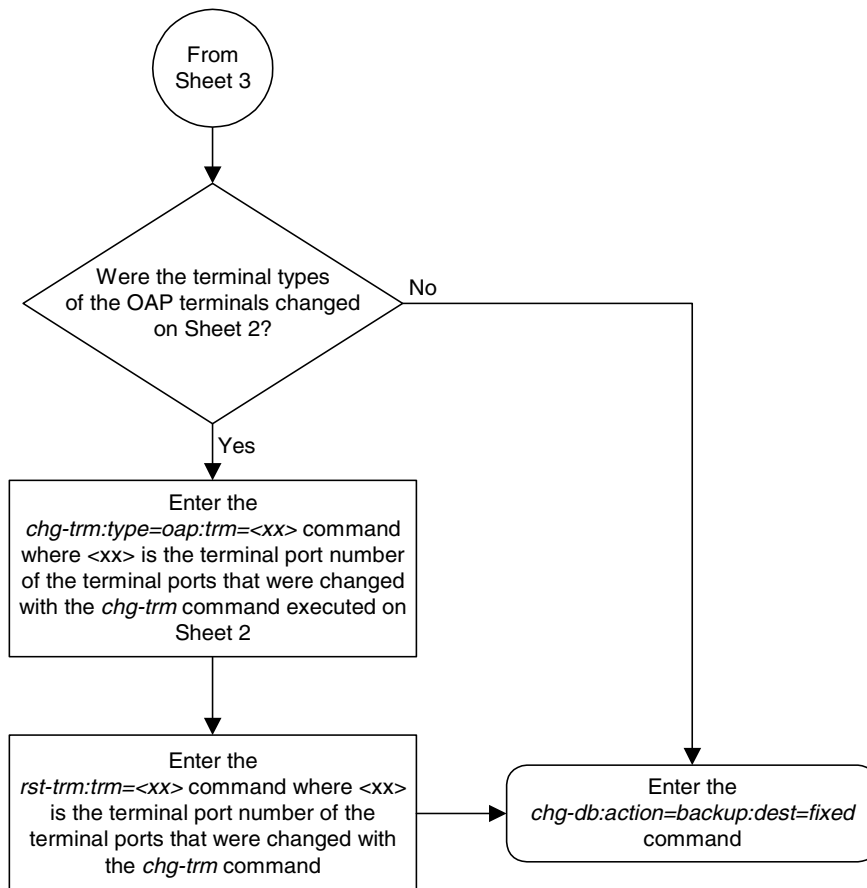 From
Sheet 3
Were the terminal types
of the OAP terminals changed
on Sheet 2?
No
Yes
Enter the
chg-trm:type=oap:trm=<xx> command
where <xx> is the terminal port number
of the terminal ports that were changed
with the chg-trm command executed on
Sheet 2
Enter the
rst-trm:trm=<xx> command where <xx>
is the terminal port number of the
terminal ports that were changed with
the chg-trm command
Enter the
chg-db:action=backup:dest=fixed
command